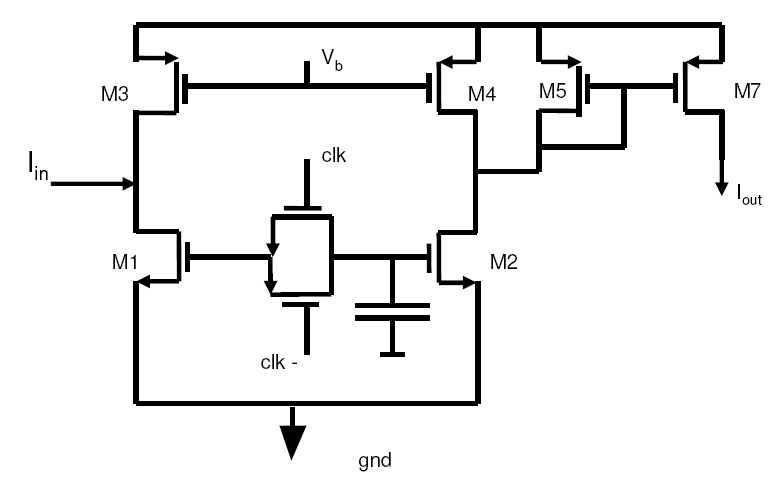 M3
V_b
M4
M5
M7
clk
I_in
I_out
M1
M2
clk -
gnd